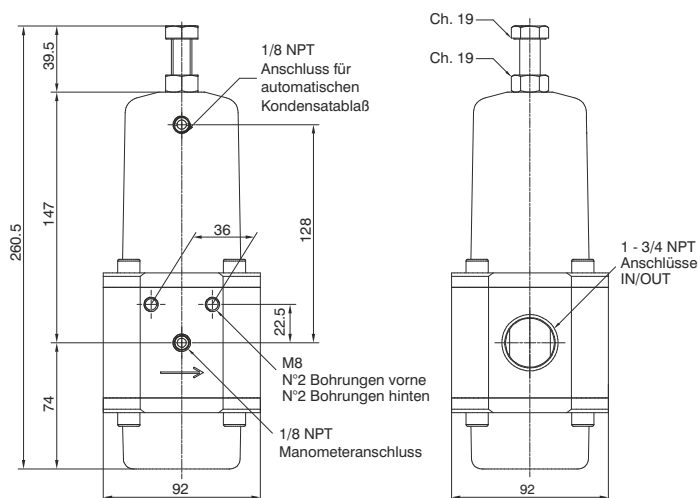 39.5
147
260.5
74
1/8 NPT
Anschluss für
automatischen
Kondensatablaß
36
128
22.5
M8
N°2 Bohrungen vorne
N°2 Bohrungen hinten
1/8 NPT
Manometeranschluss
92
Ch. 19
Ch. 19
1 - 3/4 NPT
Anschlüsse
IN/OUT
92